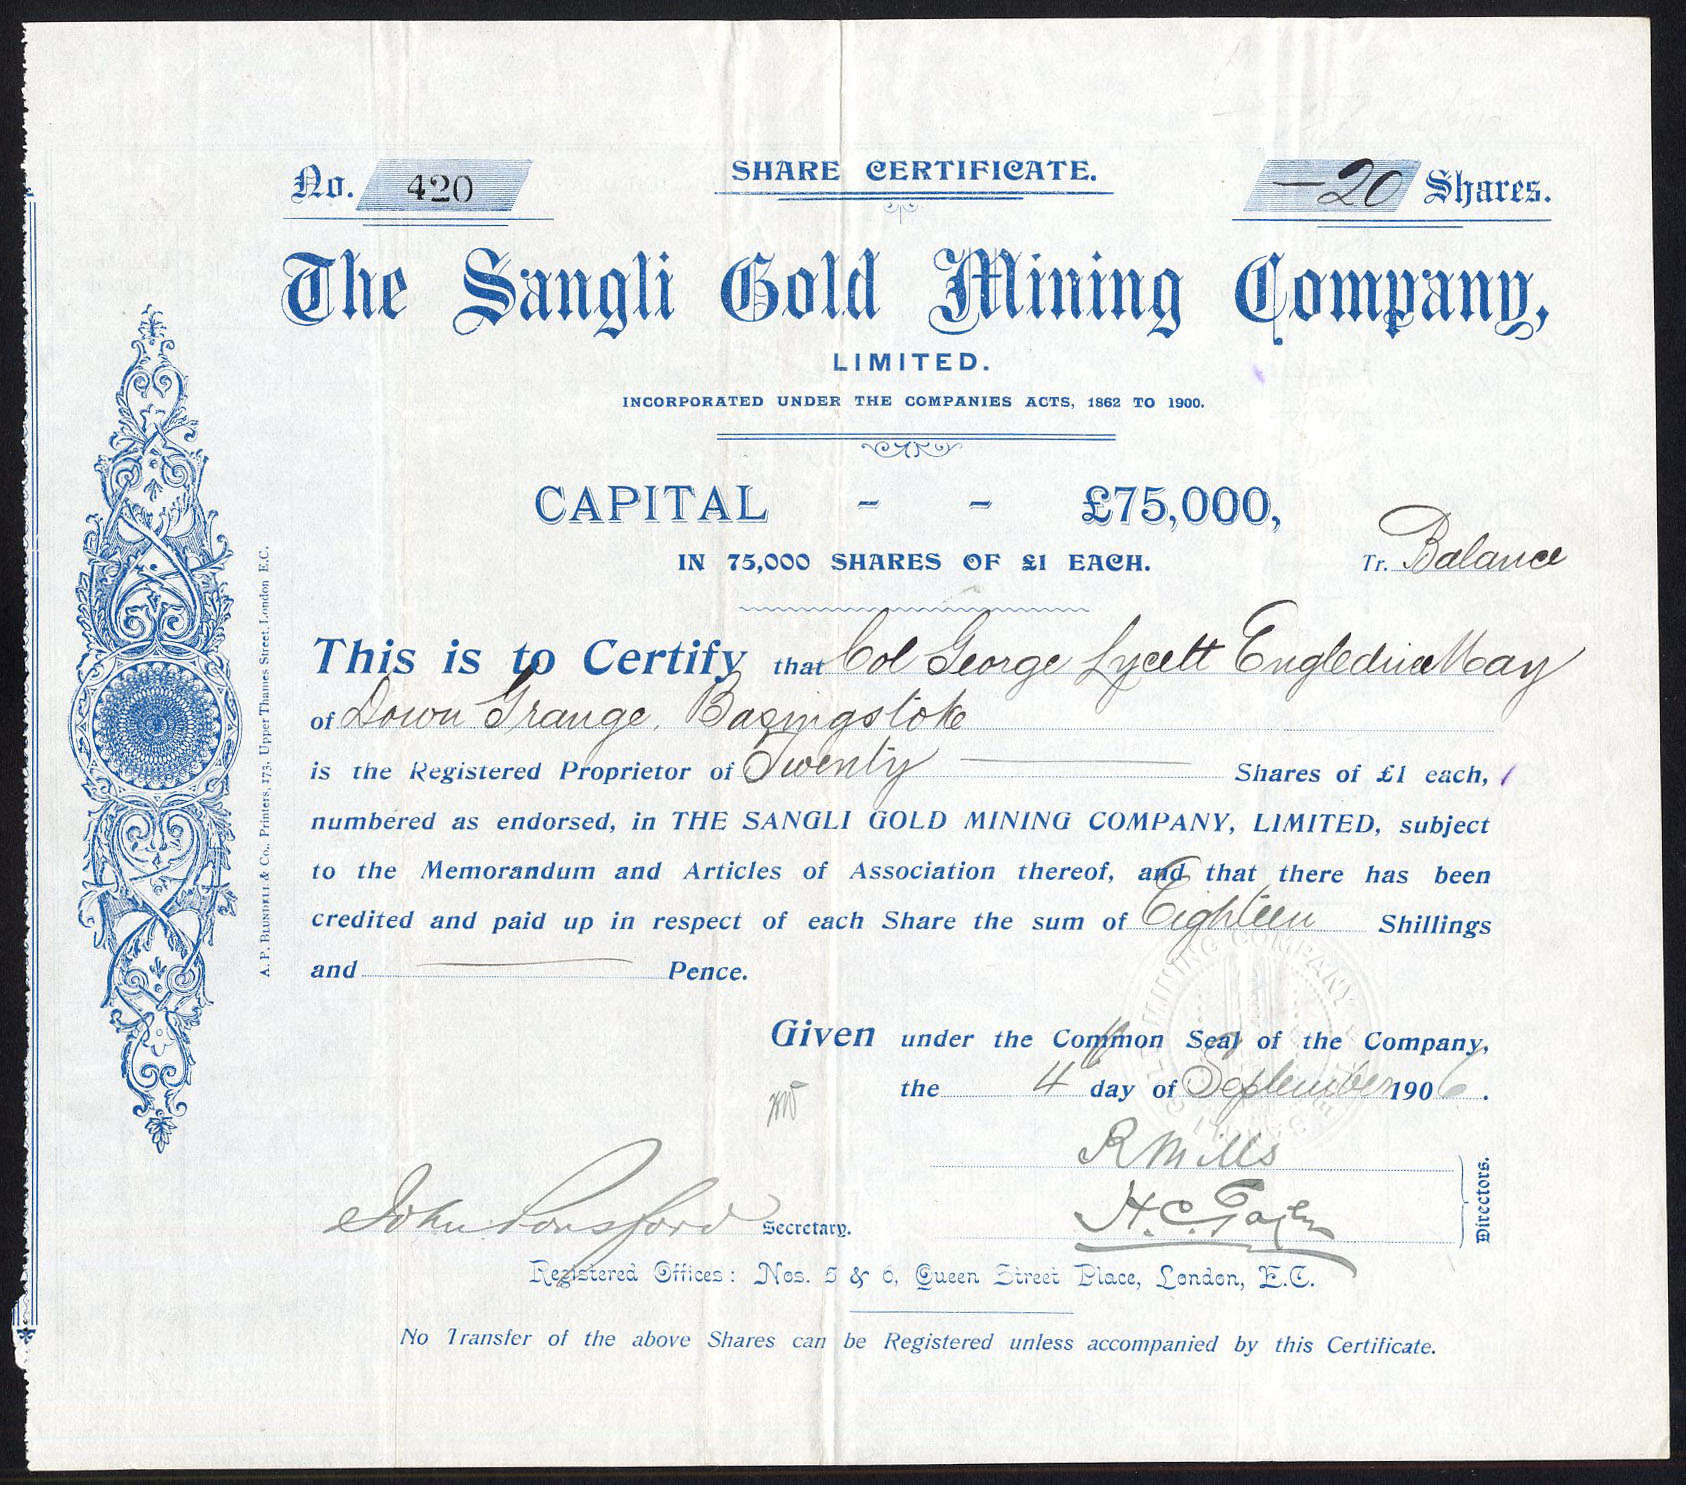 No. 420
SHARE CERTIFICATE.
20 Shares.
The Sangli Gold Mining Company,
LIMITED.
INCORPORATED UNDER THE COMPANIES ACTS, 1862 TO 1900.
CAPITAL - - £75,000,
IN 75,000 SHARES OF £1 EACH.
Tr. Balance
This is to Certify that Col George Lycett Engledue May
of Down Grange. Basingstoke
is the Registered Proprietor of Twenty Shares of £1 each,
numbered as endorsed, in THE SANGLI GOLD MINING COMPANY, LIMITED, subject
to the Memorandum and Articles of Association thereof, and that there has been
credited and paid up in respect of each Share the sum of Eighteen Shillings
and Pence.
Given under the Common Seal of the Company,
the 4th day of September 1906.
R Mills
John Ponsford Secretary.
H. C.
Directors.
Registered Offices: Nos. 5 & 6, Queen Street Place, London, E.C.
No Transfer of the above Shares can be Registered unless accompanied by this Certificate.
A. P. BLUNDELL & Co., Printers, 173, Upper Thames Street, London E.C.
MINING COMPANY